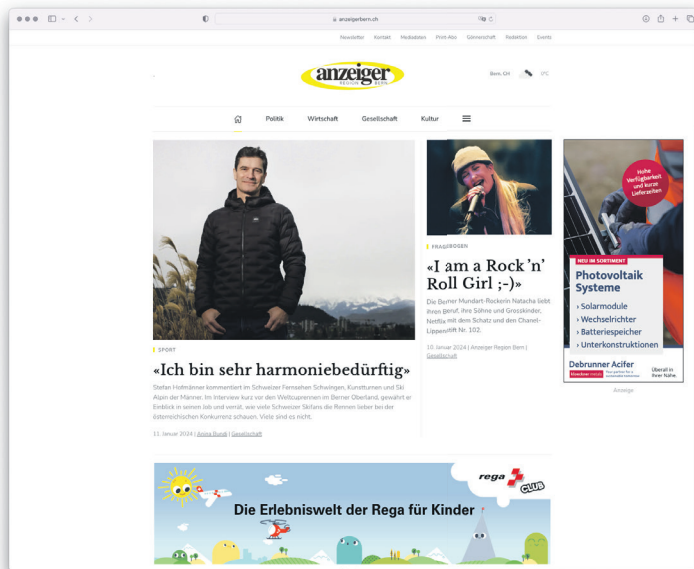 anzeigerbern.ch
Newsletter Kontakt Mediadaten Print-Abo Gönnerschaft Redaktion Events
anzeiger
REGION BERN
Bern, CH 0°C
Politik Wirtschaft Gesellschaft Kultur
SPORT
«Ich bin sehr harmoniebedürftig»
Stefan Hofmänner kommentiert im Schweizer Fernsehen Schwingen, Kunstturnen und Ski
Alpin der Männer. Im Interview kurz vor den Weltcuprennen im Berner Oberland, gewährt er
Einblick in seinen Job und verrät, wie viele Schweizer Skifans die Rennen lieber bei der
österreichischen Konkurrenz schauen. Viele sind es nicht.
11. Januar 2024 | Anina Bundi | Gesellschaft
FRAGEBOGEN
«I am a Rock ’n’
Roll Girl ;-)»
Die Berner Mundart-Rockerin Natacha liebt
ihren Beruf, ihre Söhne und Grosskinder,
Netflix mit dem Schatz und den Chanel-
Lippenstift Nr. 102.
10. Januar 2024 | Anzeiger Region Bern |
Gesellschaft
Hohe
Verfügbarkeit
und kurze
Lieferzeiten
NEU IM SORTIMENT
Photovoltaik
Systeme
› Solarmodule
› Wechselrichter
› Batteriespeicher
› Unterkonstruktionen
Debrunner Acifer
Überall in
Ihrer Nähe.
Anzeige
rega
CLUB
Die Erlebniswelt der Rega für Kinder